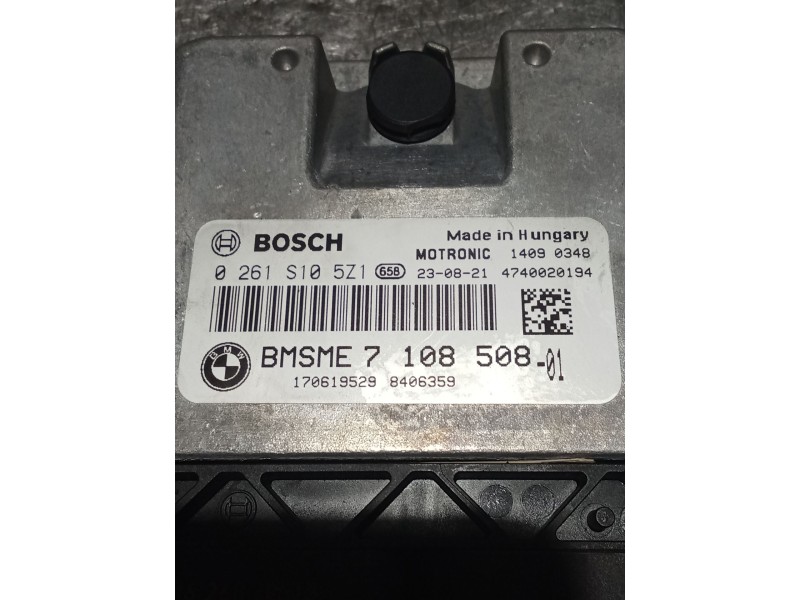 BOSCH
Made in Hungary
MOTRONIC 1409 0348
0 261 S10 5Z1 658 23-08-21 4740020194
BMW
BMSME 7 108 508-01
170619529 8406359